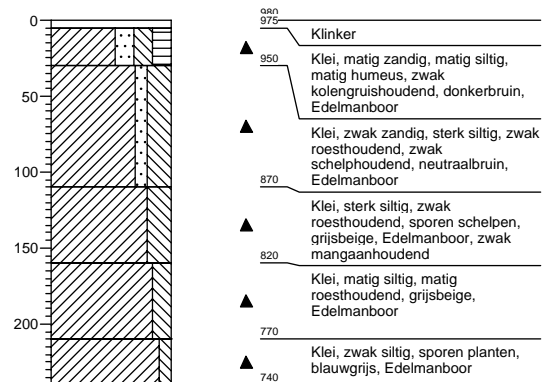 0
50
100
150
200
980
975
Klinker
950
Klei, matig zandig, matig siltig,
matig humeus, zwak
kolengruishoudend, donkerbruin,
Edelmanboor
Klei, zwak zandig, sterk siltig, zwak
roesthoudend, zwak
schelphoudend, neutraalbruin,
Edelmanboor
870
Klei, sterk siltig, zwak
roesthoudend, sporen schelpen,
grijsbeige, Edelmanboor, zwak
mangaanhoudend
820
Klei, matig siltig, matig
roesthoudend, grijsbeige,
Edelmanboor
770
Klei, zwak siltig, sporen planten,
blauwgrijs, Edelmanboor
740